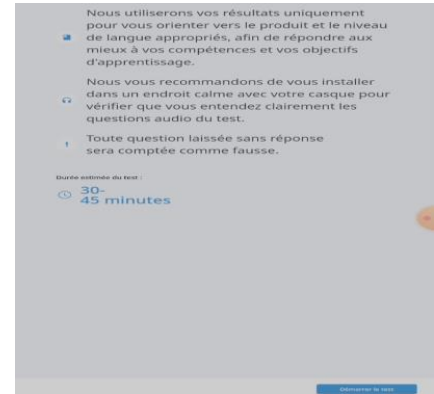 Nous utiliserons vos résultats uniquement
pour vous orienter vers le produit et le niveau
de langue appropriés, afin de répondre aux
mieux à vos compétences et vos objectifs
d'apprentissage.
Nous vous recommandons de vous installer
dans un endroit calme avec votre casque pour
vérifier que vous entendez clairement les
questions audio du test.
! Toute question laissée sans réponse
sera comptée comme fausse.
Durée estimée du test :
30-
45 minutes
Démarrer le test